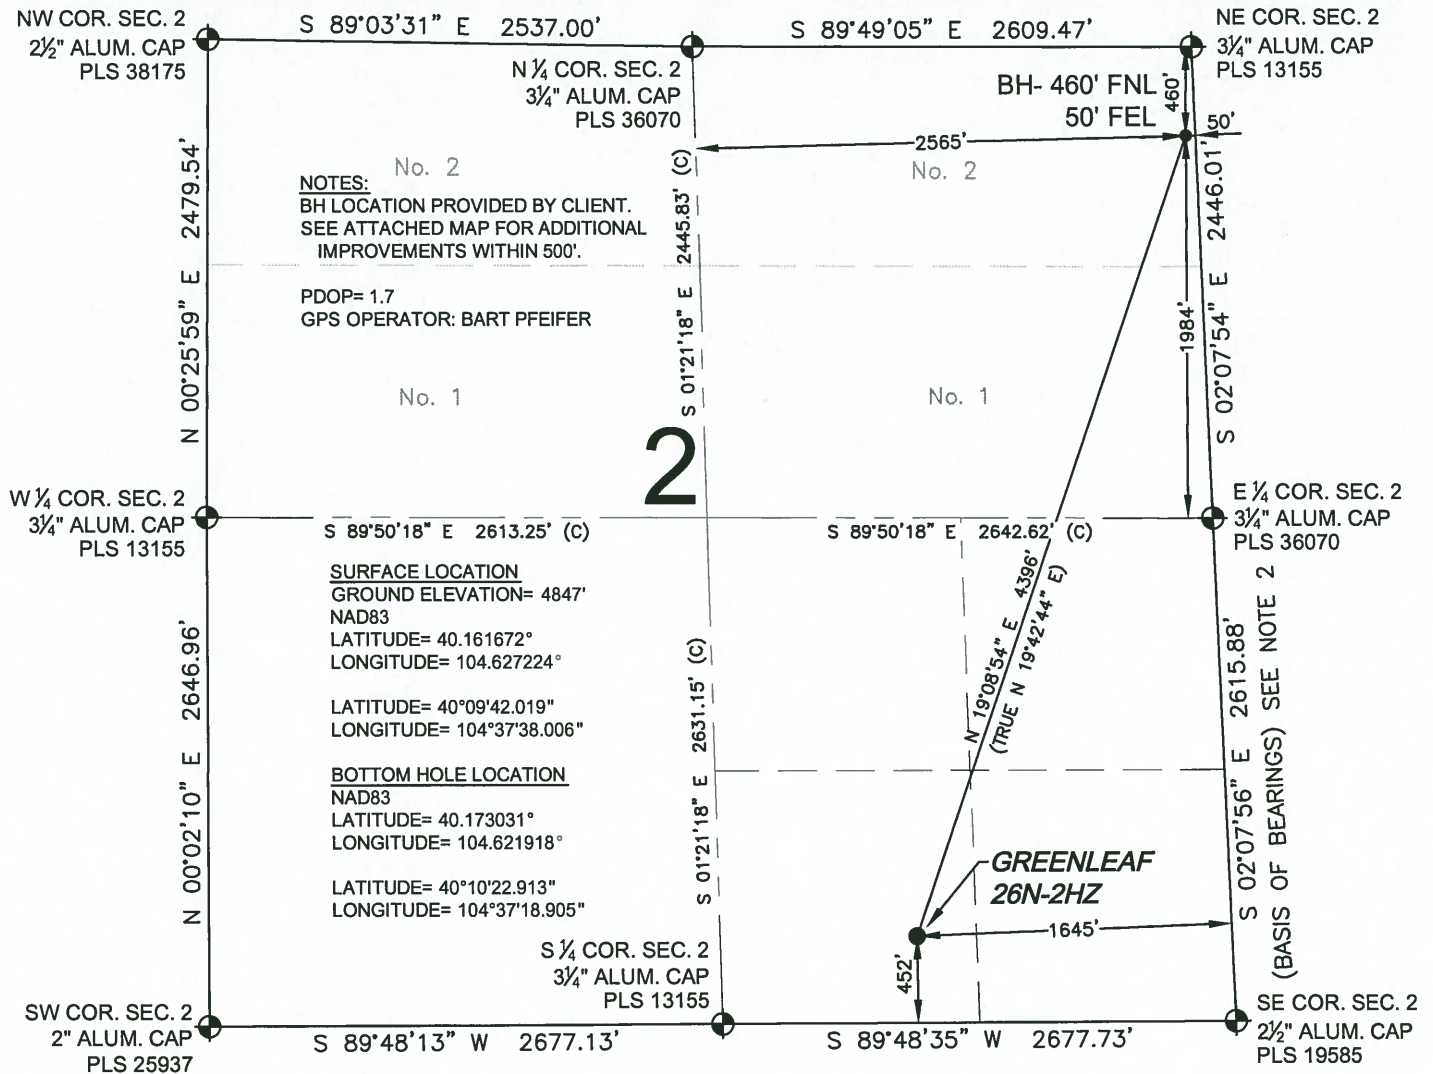 NW COR. SEC. 2
2½" ALUM. CAP
PLS 38175
S 89°03'31" E 2537.00'
N ¼ COR. SEC. 2
3¼" ALUM. CAP
PLS 36070
S 89°49'05" E 2609.47'
NE COR. SEC. 2
3¼" ALUM. CAP
PLS 13155
BH- 460' FNL
50' FEL
460'
50'
2565'
No. 2
No. 2
NOTES:
BH LOCATION PROVIDED BY CLIENT.
SEE ATTACHED MAP FOR ADDITIONAL
IMPROVEMENTS WITHIN 500'.
PDOP= 1.7
GPS OPERATOR: BART PFEIFER
N 00°25'59" E 2479.54'
S 01°21'18" E 2445.83' (C)
1984'
S 02°07'54" E 2446.01'
No. 1
No. 1
2
W ¼ COR. SEC. 2
3¼" ALUM. CAP
PLS 13155
S 89°50'18" E 2613.25' (C)
S 89°50'18" E 2642.62' (C)
E ¼ COR. SEC. 2
3¼" ALUM. CAP
PLS 36070
SURFACE LOCATION
GROUND ELEVATION= 4847'
NAD83
LATITUDE= 40.161672°
LONGITUDE= 104.627224°
LATITUDE= 40°09'42.019"
LONGITUDE= 104°37'38.006"
BOTTOM HOLE LOCATION
NAD83
LATITUDE= 40.173031°
LONGITUDE= 104.621918°
LATITUDE= 40°10'22.913"
LONGITUDE= 104°37'18.905"
N 00°02'10" E 2646.96'
S 01°21'18" E 2631.15' (C)
N 19°08'54" E 4396'
(TRUE N 19°42'44" E)
S 02°07'56" E 2615.88'
(BASIS OF BEARINGS) SEE NOTE 2
GREENLEAF
26N-2HZ
1645'
452'
S ¼ COR. SEC. 2
3¼" ALUM. CAP
PLS 13155
SW COR. SEC. 2
2" ALUM. CAP
PLS 25937
S 89°48'13" W 2677.13'
S 89°48'35" W 2677.73'
SE COR. SEC. 2
2½" ALUM. CAP
PLS 19585